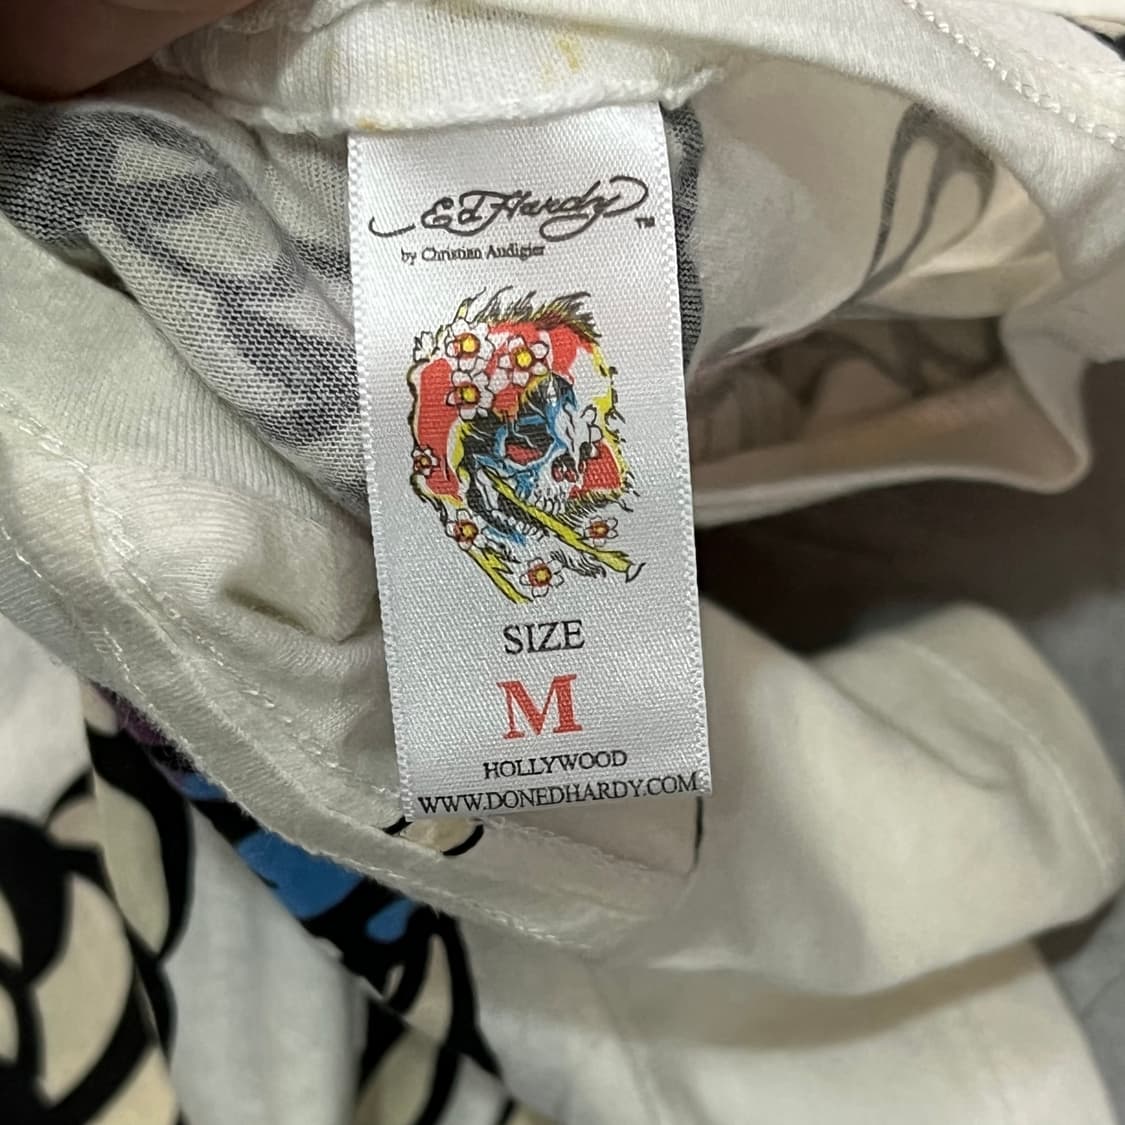 Ed Hardy TM
by Christian Audigier
SIZE
M
HOLLYWOOD
WWW.DONEDHARDY.COM